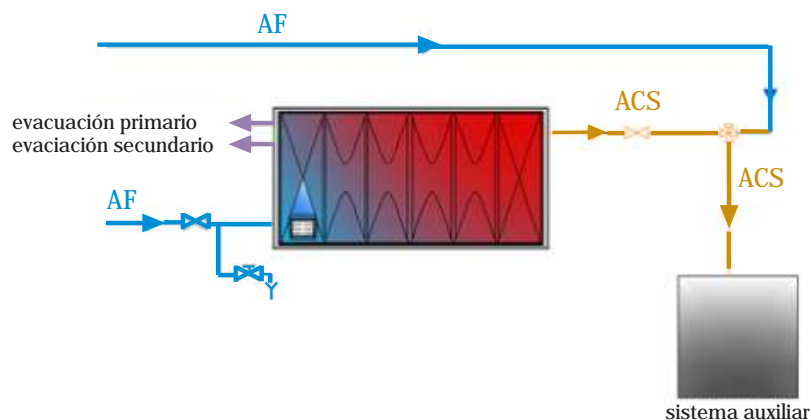 AF
ACS
evacuación primario
evaciación secundario
ACS
AF
sistema auxiliar